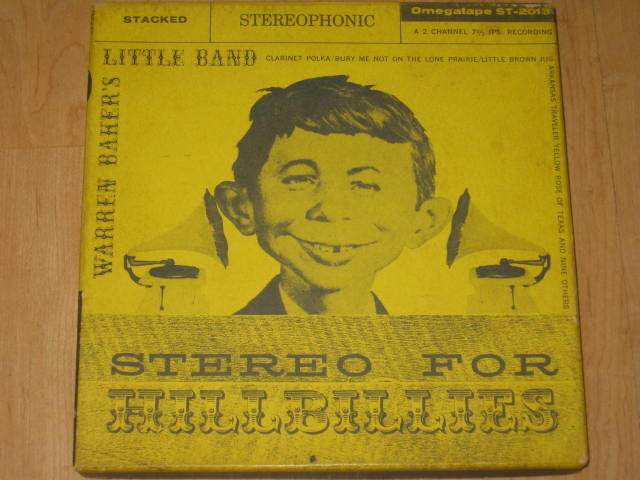 STACKED
STEREOPHONIC
Omegatape ST-2013
A 2 CHANNEL 7½ IPS. RECORDING
WARREN BAKER'S
LITTLE BAND
CLARINET POLKA/BURY ME NOT ON THE LONE PRAIRIE/LITTLE BROWN JUG
ARKANSAS TRAVELER YELLOW ROSE OF TEXAS AND NINE OTHERS
STEREO FOR
HILLBILLIES